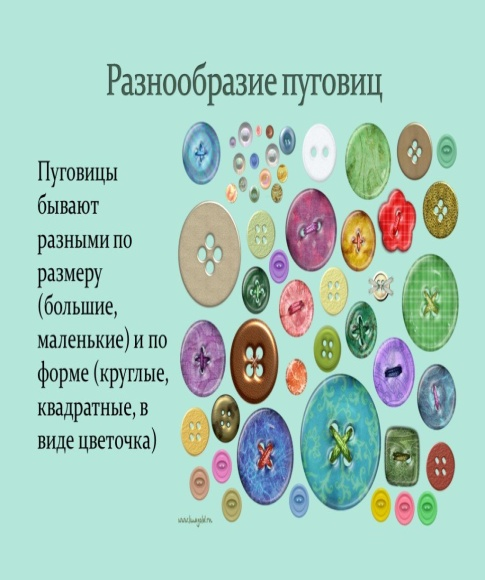 Разнообразие пуговиц
Пуговицы
бывают
разными по
размеру
(большие,
маленькие) и по
форме (круглые,
квадратные, в
виде цветочка)